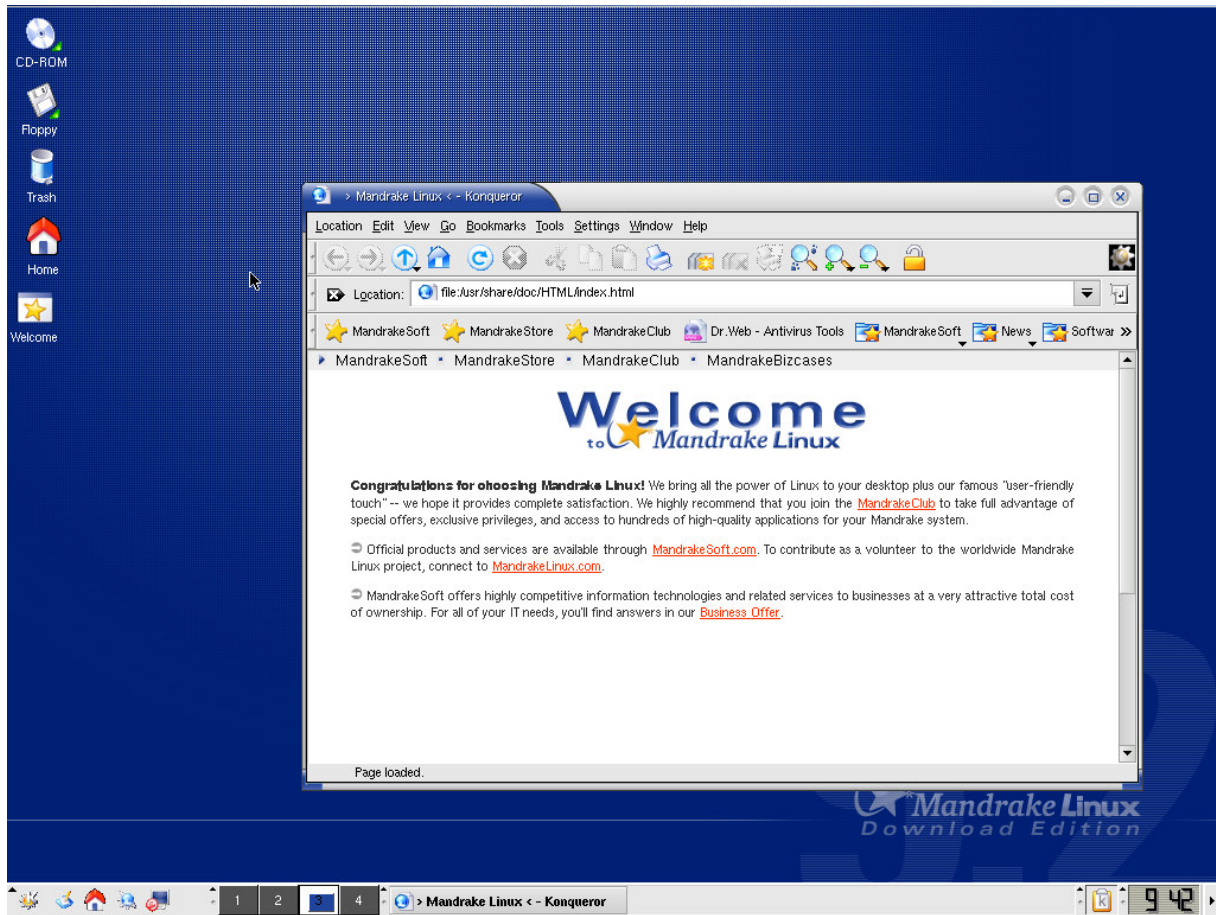 CD-ROM
Floppy
Trash
Home
Welcome
> Mandrake Linux < - Konqueror
Location Edit View Go Bookmarks Tools Settings Window Help
Location: file:/usr/share/doc/HTML/index.html
MandrakeSoft MandrakeStore MandrakeClub Dr.Web - Antivirus Tools MandrakeSoft News Softwar
MandrakeSoft • MandrakeStore • MandrakeClub • MandrakeBizcases
Welcome
to Mandrake Linux
Congratulations for choosing Mandrake Linux! We bring all the power of Linux to your desktop plus our famous "user-friendly
touch" -- we hope it provides complete satisfaction. We highly recommend that you join the MandrakeClub to take full advantage of
special offers, exclusive privileges, and access to hundreds of high-quality applications for your Mandrake system.
Official products and services are available through MandrakeSoft.com. To contribute as a volunteer to the worldwide Mandrake
Linux project, connect to MandrakeLinux.com.
MandrakeSoft offers highly competitive information technologies and related services to businesses at a very attractive total cost
of ownership. For all of your IT needs, you'll find answers in our Business Offer.
Page loaded.
9.2
Mandrake Linux
Download Edition
1 2 3 4 > Mandrake Linux < - Konqueror 9 42